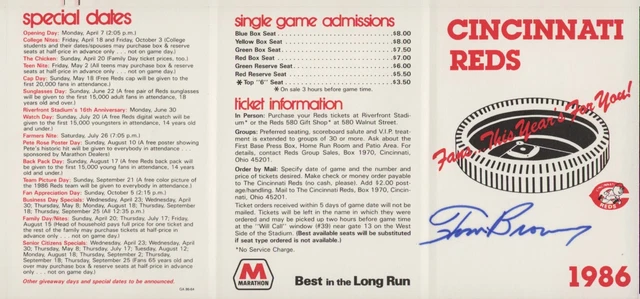 special dates
Opening Day: Monday, April 7 (2:05 p.m.)
College Nites: Friday, April 18 and Friday, October 3 (College
students and their dates/spouses may purchase box & reserve
seats at half-price in advance only . . . not on game day.)
The Chicken: Sunday, April 20 (Family Day ticket prices, too.)
Teen Nite: Friday, May 2 (All teens may purchase box & reserve
seats at half-price in advance only . . . not on game day.)
Cap Day: Sunday, May 18 (Free Reds cap will be given to the
first 20,000 fans in attendance.)
Sunglasses Day: Sunday, June 22 (A free pair of Reds sunglasses
will be given to the first 15,000 adult fans in attendance, 18
years old and over.)
Riverfront Stadium's 16th Anniversary: Monday, June 30
Watch Day: Sunday, July 20 (A free Reds digital watch will be
given to the first 15,000 youngsters in attendance, 14 years old
and under.)
Farmers Nite: Saturday, July 26 (7:05 p.m.)
Pete Rose Poster Day: Sunday, August 10 (A free poster showing
Pete's historic hit will be given to everybody in attendance . . .
sponsored by Marathon Dealers)
Back Pack Day: Sunday, August 17 (A free Reds back pack will
be given to the first 15,000 young fans in attendance, 14 years
old and under.)
Team Picture Day: Sunday, September 21 (A free color picture of
the 1986 Reds team will be given to everybody in attendance.)
Fan Appreciation Day: Sunday, October 5 (2:15 p.m.)
Business Day Specials: Wednesday, April 23; Wednesday, April
30; Thursday, May 8; Monday, August 18; Thursday, September
18; Thursday, September 25 (All 12:35 p.m.)
Family Day/Nites: Sunday, April 20; Thursday, July 17; Friday,
August 15 (Head of household pays full price for one ticket and
the rest of the family may purchase tickets at half-price in
advance only . . . not on game day.)
Senior Citizens Specials: Wednesday, April 23; Wednesday, April
30; Thursday, May 8; Thursday, July 17; Tuesday, August 12;
Monday, August 18; Thursday, September 2; Thursday,
September 18; Thursday, September 25 (Fans 65 years old and
over may purchase box & reserve seats at half-price in advance
only . . . not on game day.)
Other giveaway days and special dates to be announced.
single game admissions
Blue Box Seat $8.00
Yellow Box Seat $8.00
Green Box Seat $7.50
Red Box Seat $7.00
Green Reserve Seat $6.00
Red Reserve Seat $5.50
* Top "6" Seat $3.50
* On sale 3 hours before game time.
ticket information
In Person: Purchase your Reds tickets at Riverfront Stadi-
um* or the Reds 580 Gift Shop* at 580 Walnut Street.
Groups: Preferred seating, scoreboard salute and V.I.P. treat-
ment is extended to groups of 30 or more. Ask about the
First Base Press Box, Home Run Room and Patio Area. For
details, contact Reds Group Sales, Box 1970, Cincinnati,
Ohio 45201.
Order by Mail: Specify date of game and the number and
price of tickets desired. Make check or money order payable
to The Cincinnati Reds (no cash, please). Add $2.00 post-
age/handling. Mail to The Cincinnati Reds, Box 1970, Cincin-
nati, Ohio 45201.
Ticket orders received within 5 days of game date will not be
mailed. Tickets will be left in the name in which they were
ordered and may be picked up two hours before game time
at the "Will Call" window (#39) near gate 13 on the West
Side of the Stadium. (Best available seats will be substituted
if seat type ordered is not available.)
*No Service Charge.
M
MARATHON
Best in the Long Run
CINCINNATI
REDS
Fans, This Year's For You!
REDS
Tom Brown
1986